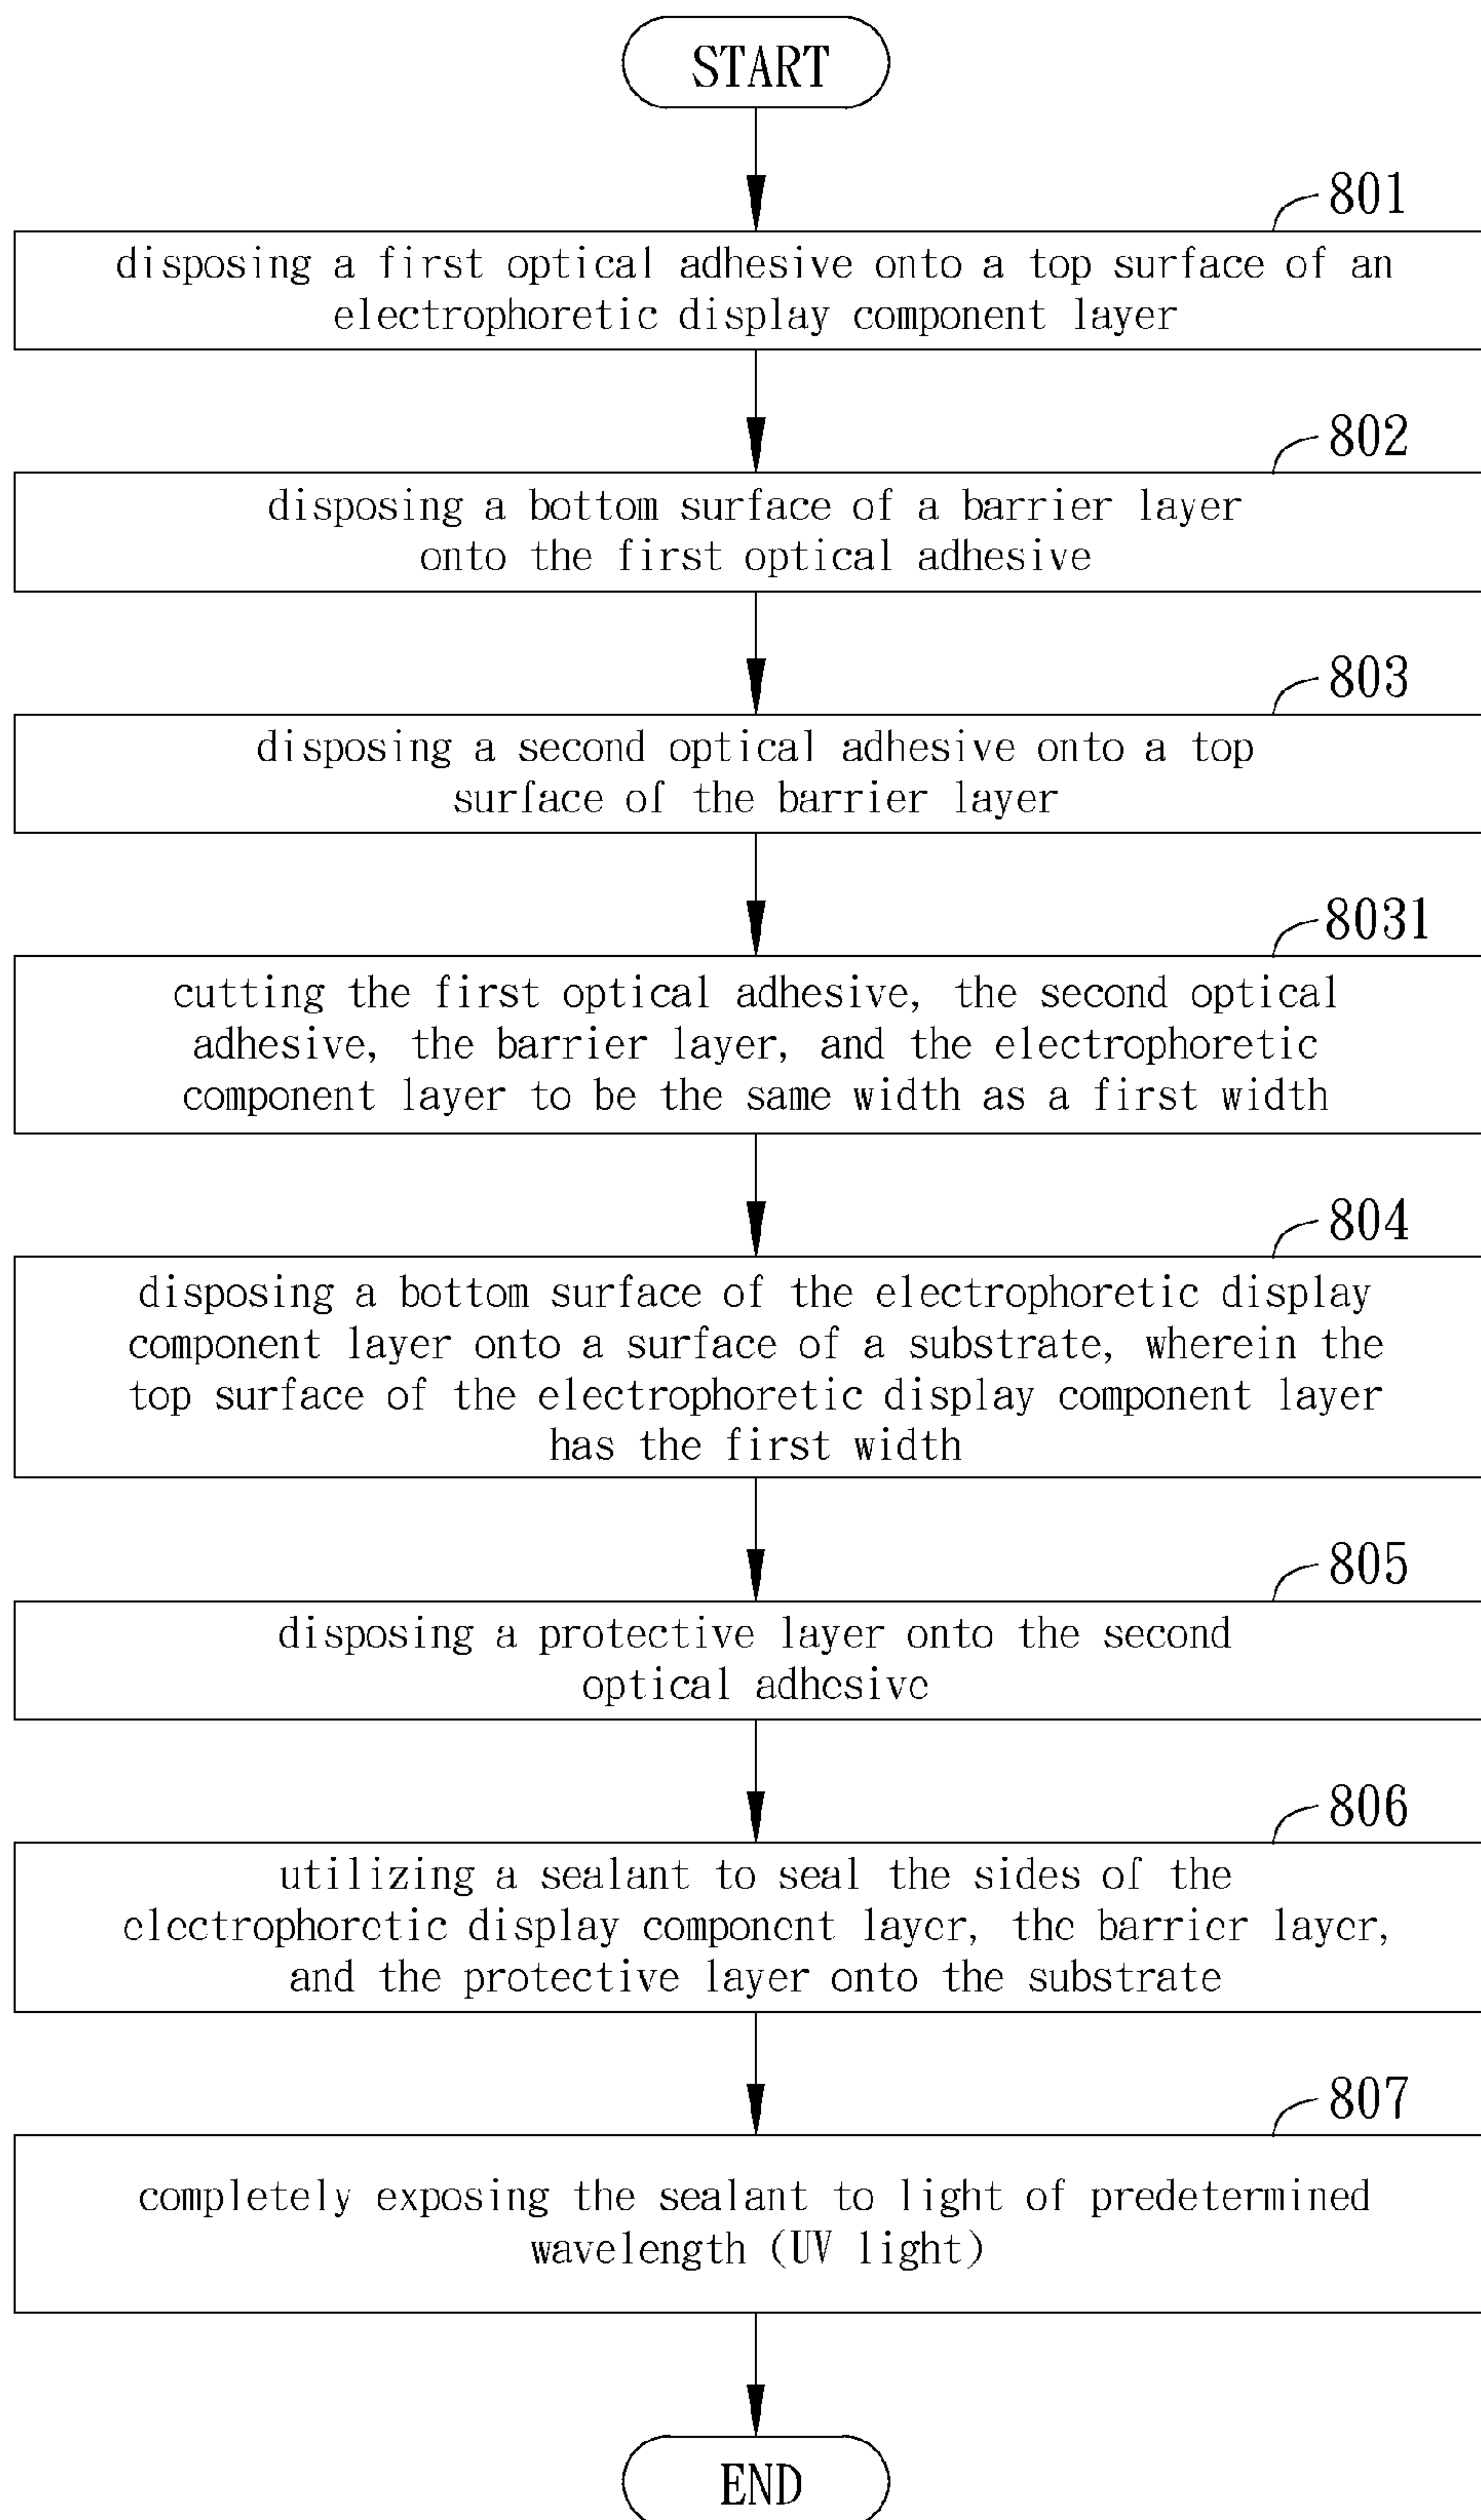 START
801
disposing a first optical adhesive onto a top surface of an
electrophoretic display component layer
802
disposing a bottom surface of a barrier layer
onto the first optical adhesive
803
disposing a second optical adhesive onto a top
surface of the barrier layer
8031
cutting the first optical adhesive, the second optical
adhesive, the barrier layer, and the electrophoretic
component layer to be the same width as a first width
804
disposing a bottom surface of the electrophoretic display
component layer onto a surface of a substrate, wherein the
top surface of the electrophoretic display component layer
has the first width
805
disposing a protective layer onto the second
optical adhesive
806
utilizing a sealant to seal the sides of the
electrophoretic display component layer, the barrier layer,
and the protective layer onto the substrate
807
completely exposing the sealant to light of predetermined
wavelength (UV light)
END